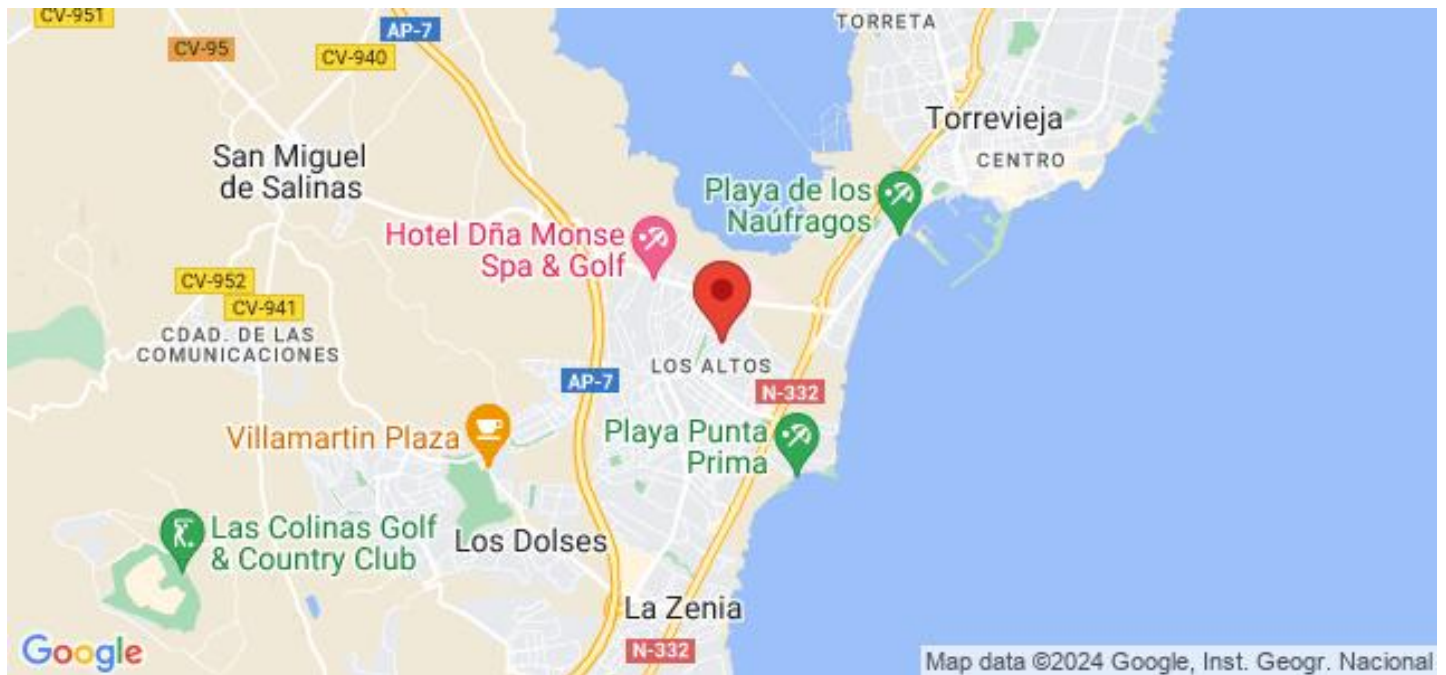 CV-951
AP-7
TORRETA
CV-95
CV-940
Torrevieja
San Miguel
de Salinas
CENTRO
Playa de los
Naúfragos
Hotel Dña Monse
Spa & Golf
CV-952
CV-941
CDAD. DE LAS
COMUNICACIONES
LOS ALTOS
AP-7
N-332
Villamartin Plaza
Playa Punta
Prima
Las Colinas Golf
& Country Club
Los Dolses
La Zenia
N-332
Google
Map data ©2024 Google, Inst. Geogr. Nacional